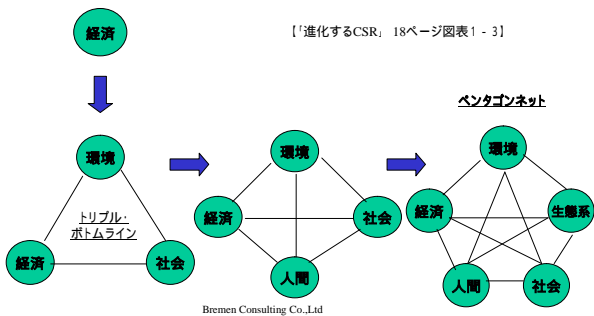 経済
【「進化するCSR」 18ページ図表1-3】
ペンタゴンネット
環境
トリプル・
ボトムライン
経済
社会
環境
経済
社会
人間
環境
経済
生態系
人間
社会
Bremen Consulting Co.,Ltd